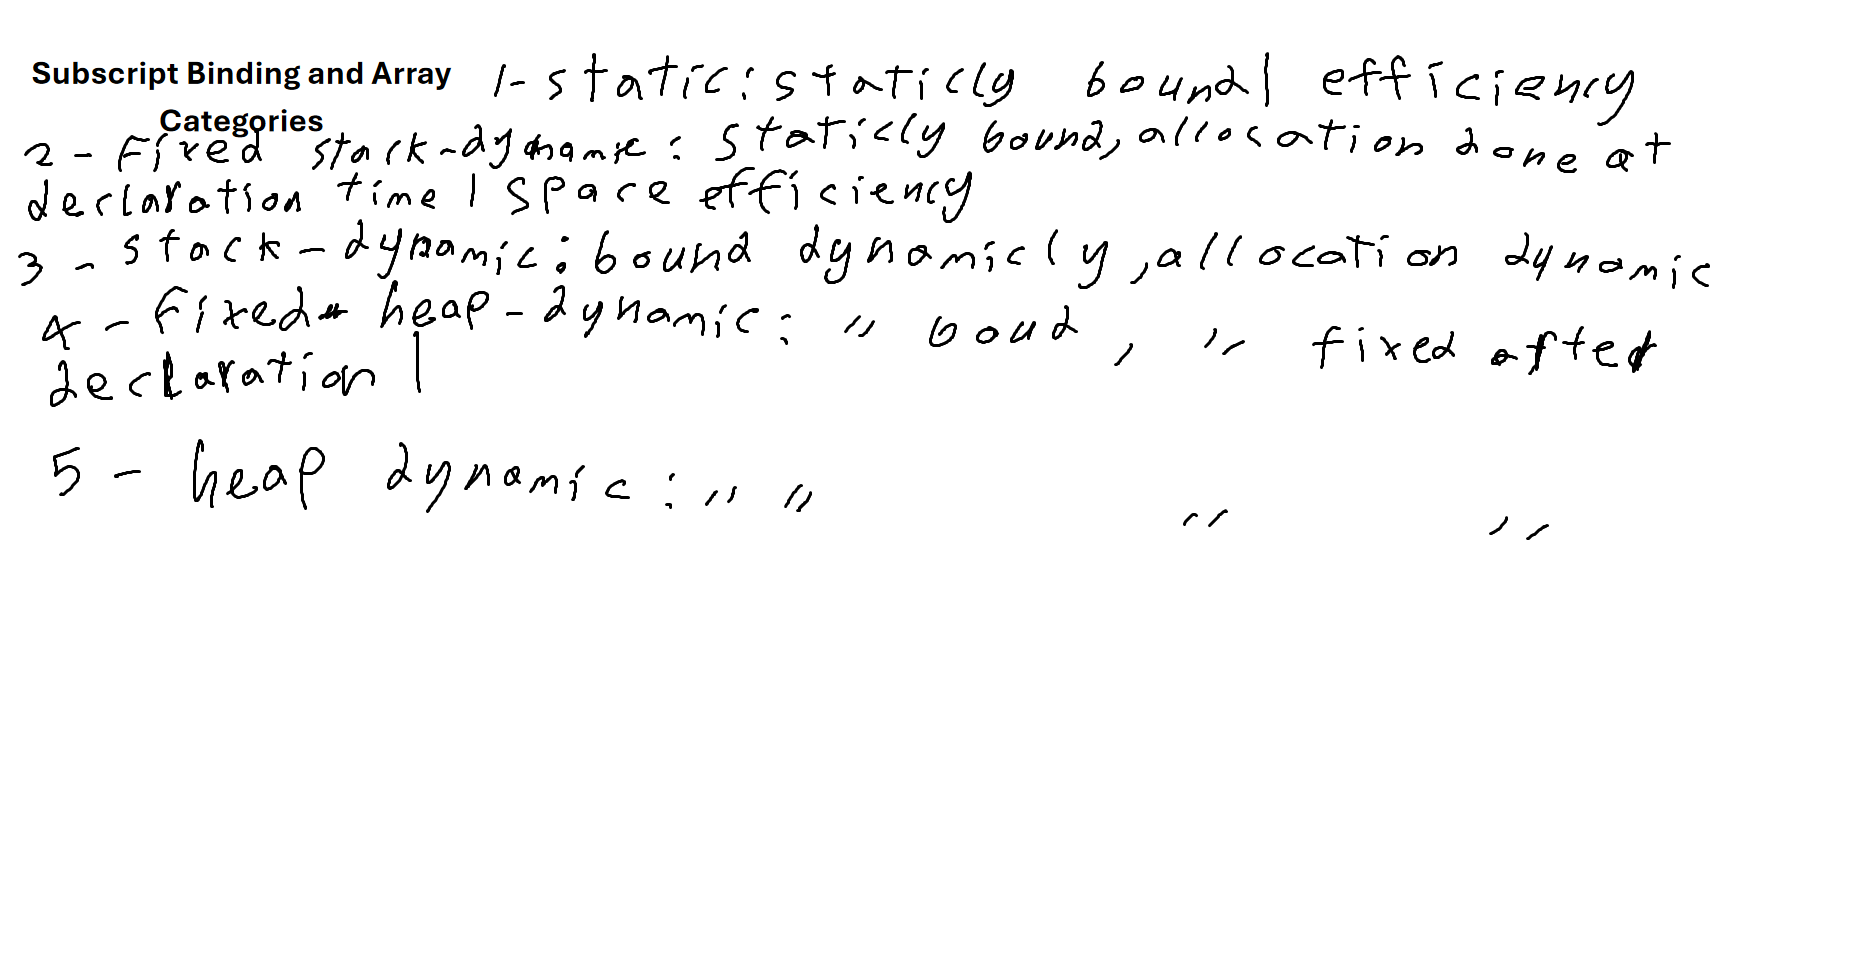 Subscript Binding and Array
Categories
1- static: staticly bound | efficiency
2 - Fixed stack-dynamic: staticly bound, allocation done at
declaration time | space efficiency
3 - stack - dynamic: bound dynamicly, allocation dynamic
4 - fixed- heap - dynamic: " boud, " fixed after
declaration |
5 - heap dynamic: " " " "